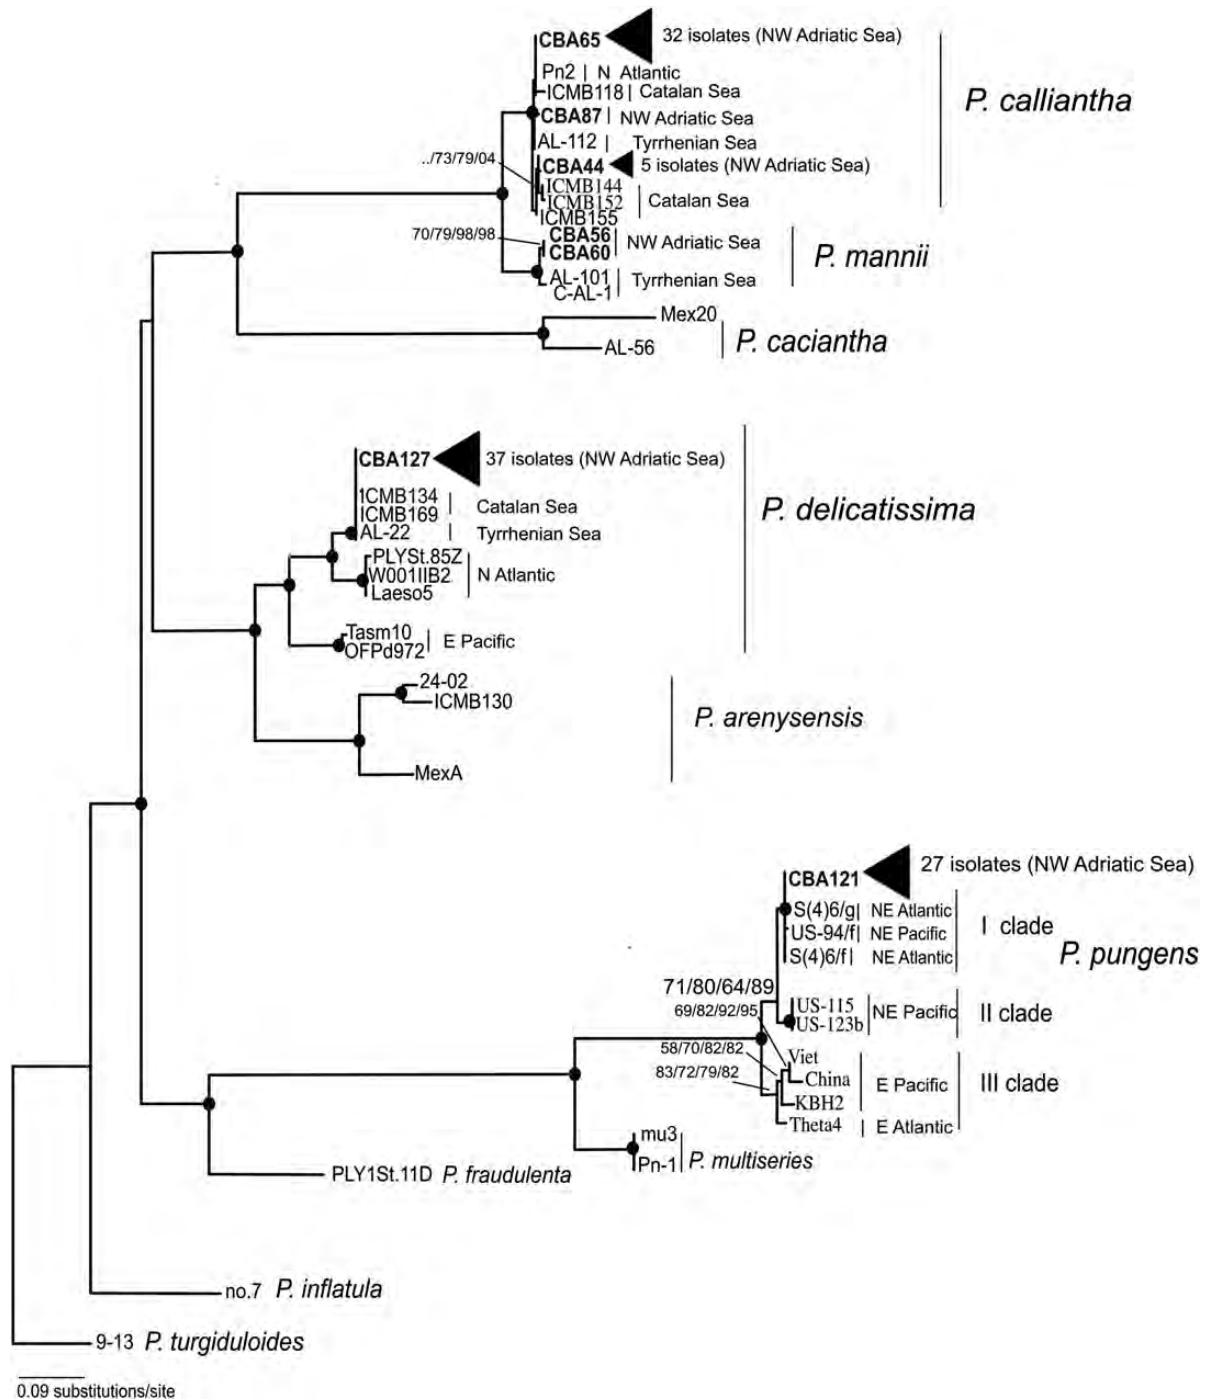 CBA65 32 isolates (NW Adriatic Sea)
Pn2 | N Atlantic
ICMB118 | Catalan Sea
P. calliantha
CBA87 | NW Adriatic Sea
AL-112 | Tyrrhenian Sea
../73/79/04
CBA44 5 isolates (NW Adriatic Sea)
ICMB144
ICMB152 Catalan Sea
ICMB155
70/79/98/98
CBA56
CBA60 NW Adriatic Sea
P. mannii
AL-101 Tyrrhenian Sea
C-AL-1
Mex20
P. caciantha
AL-56
CBA127 37 isolates (NW Adriatic Sea)
ICMB134
ICMB169 Catalan Sea
P. delicatissima
AL-22 | Tyrrhenian Sea
PLYSt.85Z
W001IIB2 N Atlantic
Laeso5
Tasm10
OFPd972 E Pacific
24-02
ICMB130
P. arenysensis
MexA
CBA121 27 isolates (NW Adriatic Sea)
S(4)6/g| NE Atlantic
I clade
US-94/f| NE Pacific
S(4)6/f| NE Atlantic
P. pungens
71/80/64/89
69/82/92/95
US-115
US-123b NE Pacific
II clade
58/70/82/82
Viet
83/72/79/82
China
E Pacific
III clade
KBH2
Theta4 | E Atlantic
mu3
Pn-1 P. multiseries
PLY1St.11D P. fraudulenta
no.7 P. inflatula
9-13 P. turgiduloides
0.09 substitutions/site